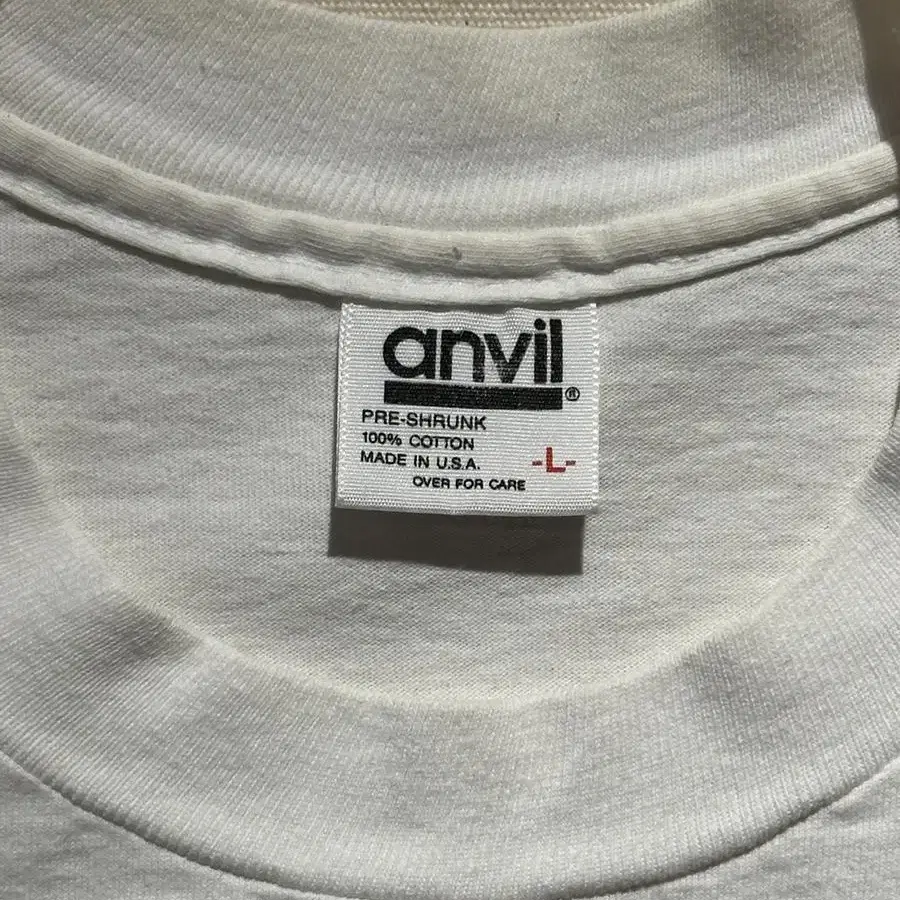 anvil®
PRE-SHRUNK
100% COTTON
MADE IN U.S.A. -L-
OVER FOR CARE